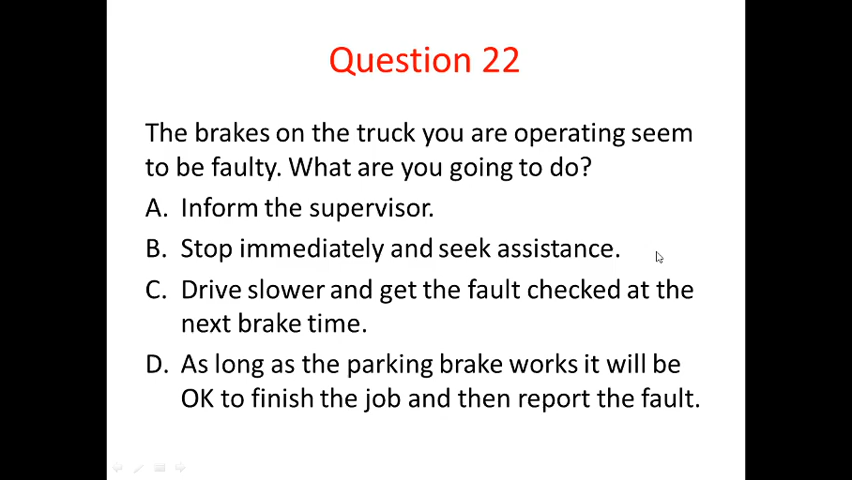 Question 22
The brakes on the truck you are operating seem
to be faulty. What are you going to do?
A. Inform the supervisor.
B. Stop immediately and seek assistance.
C. Drive slower and get the fault checked at the
next brake time.
D. As long as the parking brake works it will be
OK to finish the job and then report the fault.